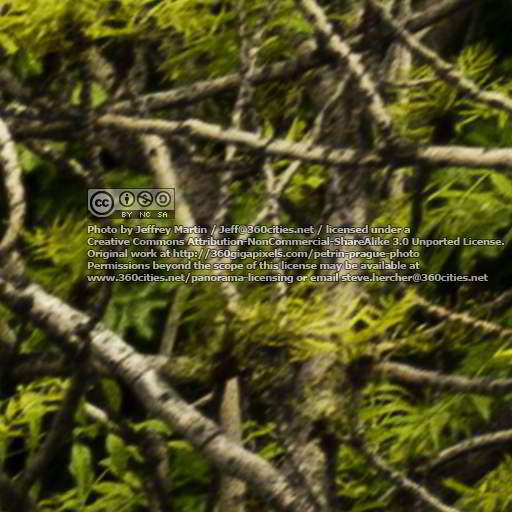 cc BY NC SA
Photo by Jeffrey Martin / Jeff@360cities.net / licensed under a
Creative Commons Attribution-NonCommercial-ShareAlike 3.0 Unported License.
Original work at http://360gigapixels.com/petrin-prague-photo
Permissions beyond the scope of this license may be available at
www.360cities.net/panorama-licensing or email steve.hercher@360cities.net